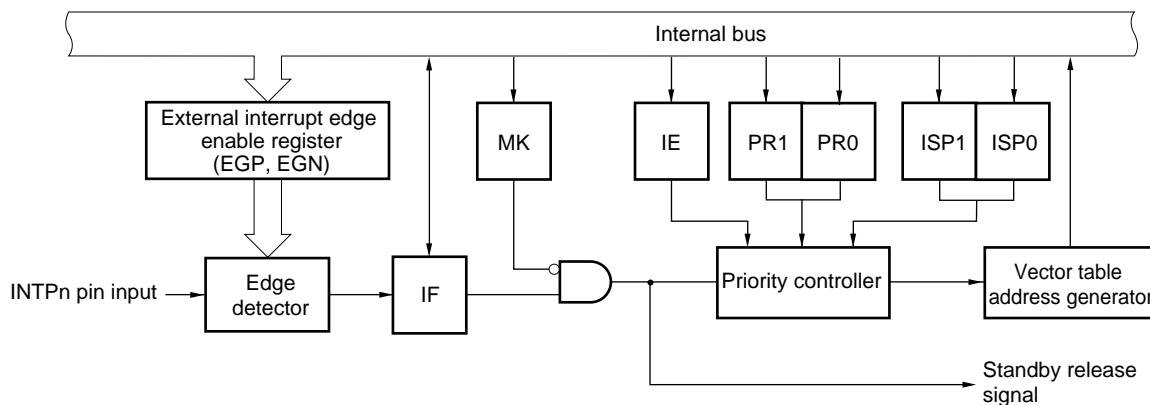 Internal bus
External interrupt edge
enable register
(EGP, EGN)
MK
IE
PR1
PR0
ISP1
ISP0
INTPn pin input
Edge
detector
IF
Priority controller
Vector table
address generator
Standby release
signal